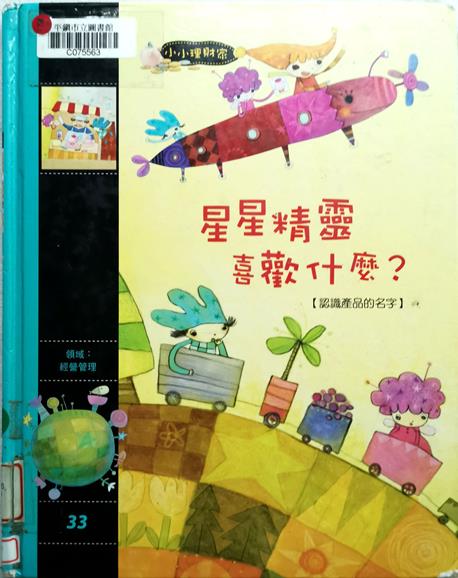 平鎮市立圖書館
C075563
小小理財家
星星精靈
喜歡什麼?
【認識產品的名字】
領域:
經營管理
33